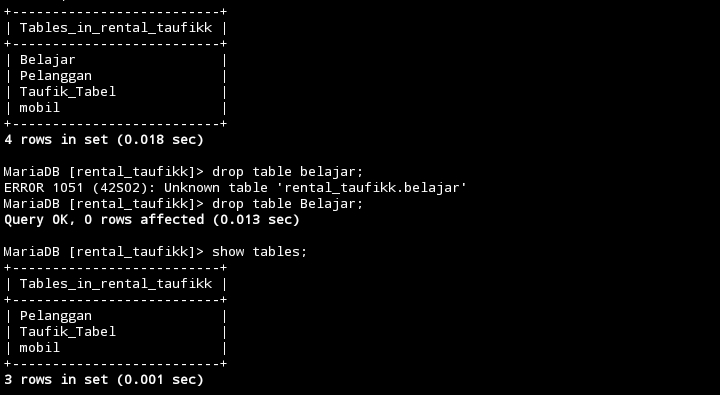 +--------------------------+
| Tables_in_rental_taufikk |
+--------------------------+
| Belajar                  |
| Pelanggan                |
| Taufik_Tabel             |
| mobil                    |
+--------------------------+
4 rows in set (0.018 sec)

MariaDB [rental_taufikk]> drop table belajar;
ERROR 1051 (42S02): Unknown table 'rental_taufikk.belajar'
MariaDB [rental_taufikk]> drop table Belajar;
Query OK, 0 rows affected (0.013 sec)

MariaDB [rental_taufikk]> show tables;
+--------------------------+
| Tables_in_rental_taufikk |
+--------------------------+
| Pelanggan                |
| Taufik_Tabel             |
| mobil                    |
+--------------------------+
3 rows in set (0.001 sec)